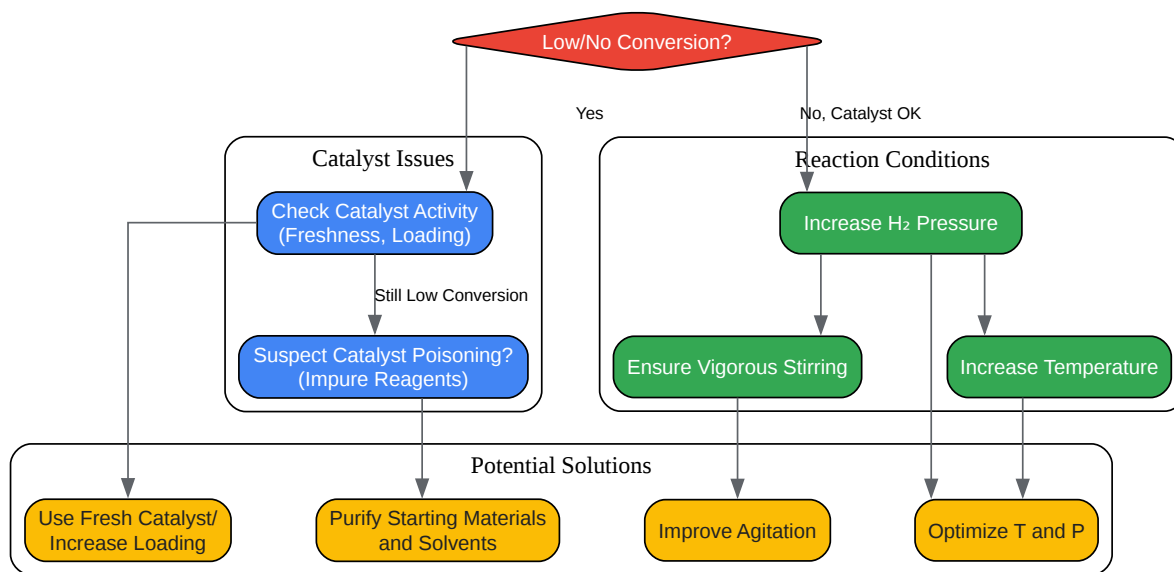 Low/No Conversion?
Yes
No, Catalyst OK
Catalyst Issues
Reaction Conditions
Check Catalyst Activity
(Freshness, Loading)
Increase H₂ Pressure
Still Low Conversion
Suspect Catalyst Poisoning?
(Impure Reagents)
Ensure Vigorous Stirring
Increase Temperature
Potential Solutions
Use Fresh Catalyst/
Increase Loading
Purify Starting Materials
and Solvents
Improve Agitation
Optimize T and P